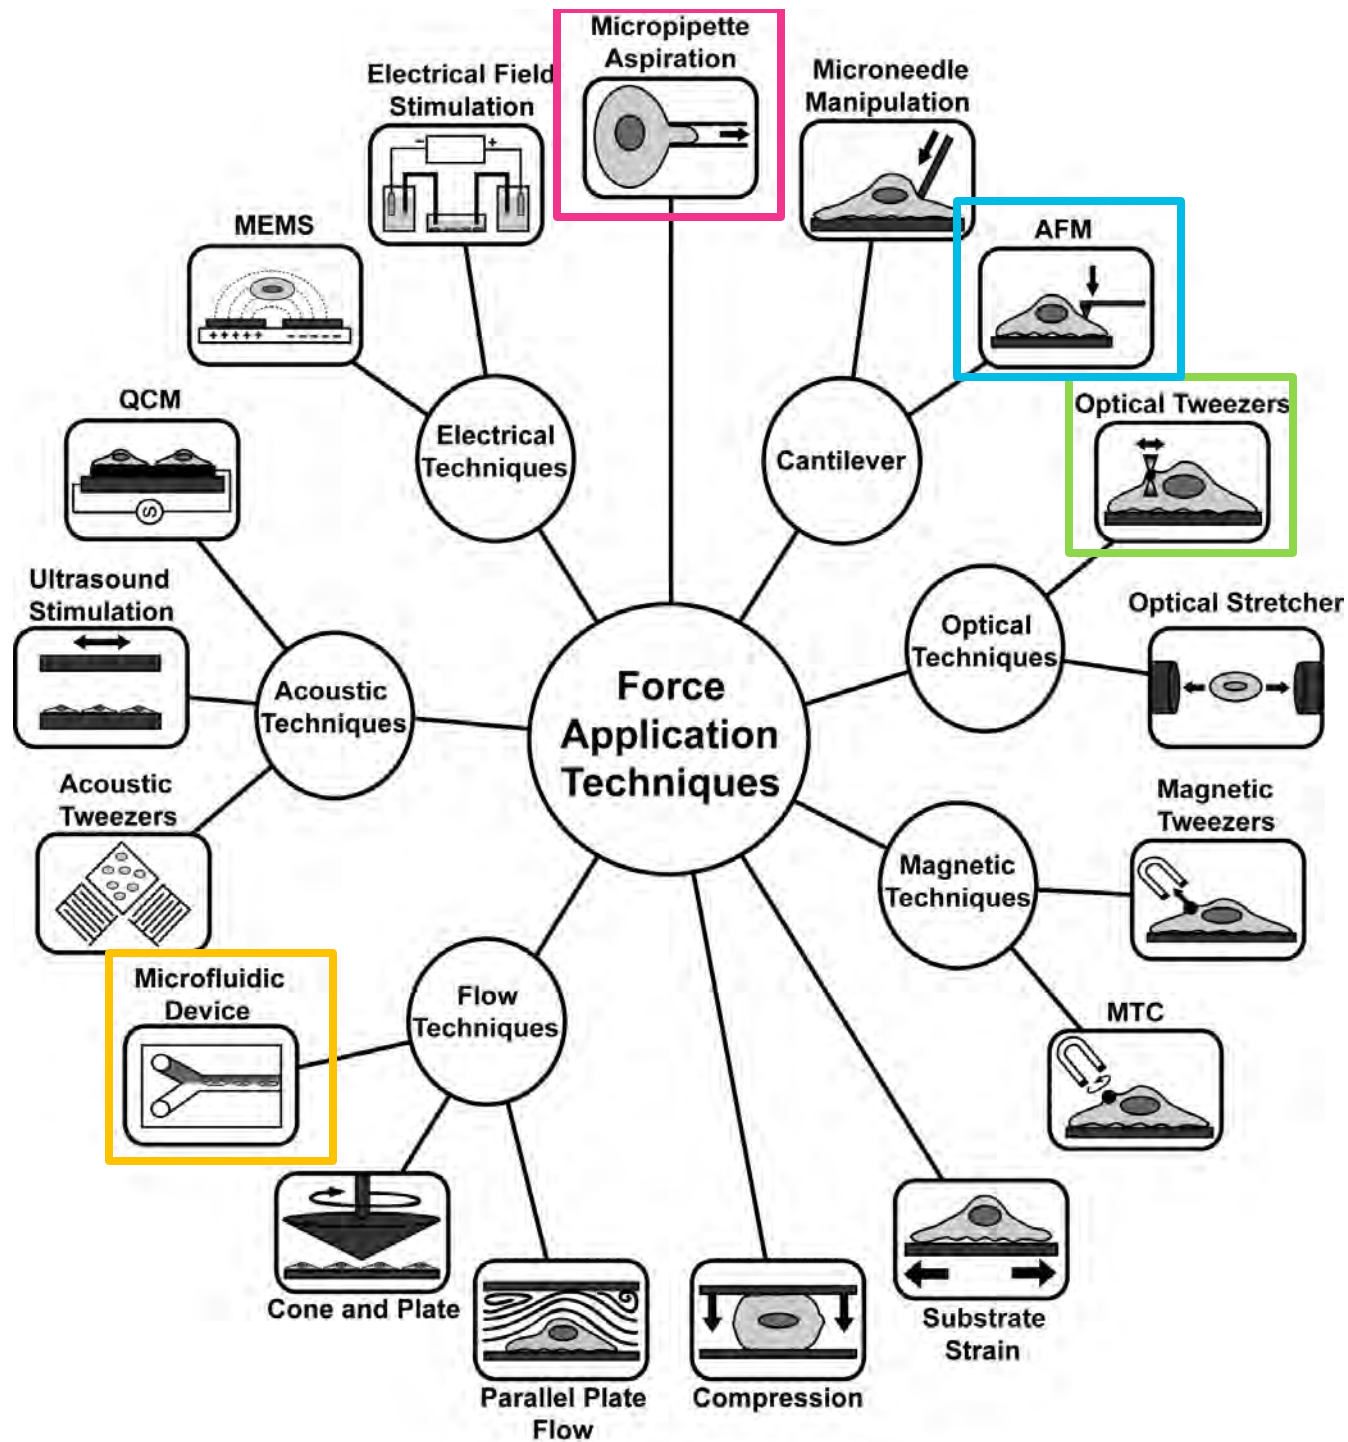 Micropipette
Aspiration
Electrical Field
Stimulation
−
+
Microneedle
Manipulation
MEMS
+++++
−−−−−
AFM
QCM
S
Electrical
Techniques
Cantilever
Optical Tweezers
Ultrasound
Stimulation
Optical
Techniques
Optical Stretcher
Acoustic
Techniques
Force
Application
Techniques
Acoustic
Tweezers
Magnetic
Tweezers
Magnetic
Techniques
Microfluidic
Device
Flow
Techniques
MTC
Cone and Plate
Parallel Plate
Flow
Compression
Substrate
Strain